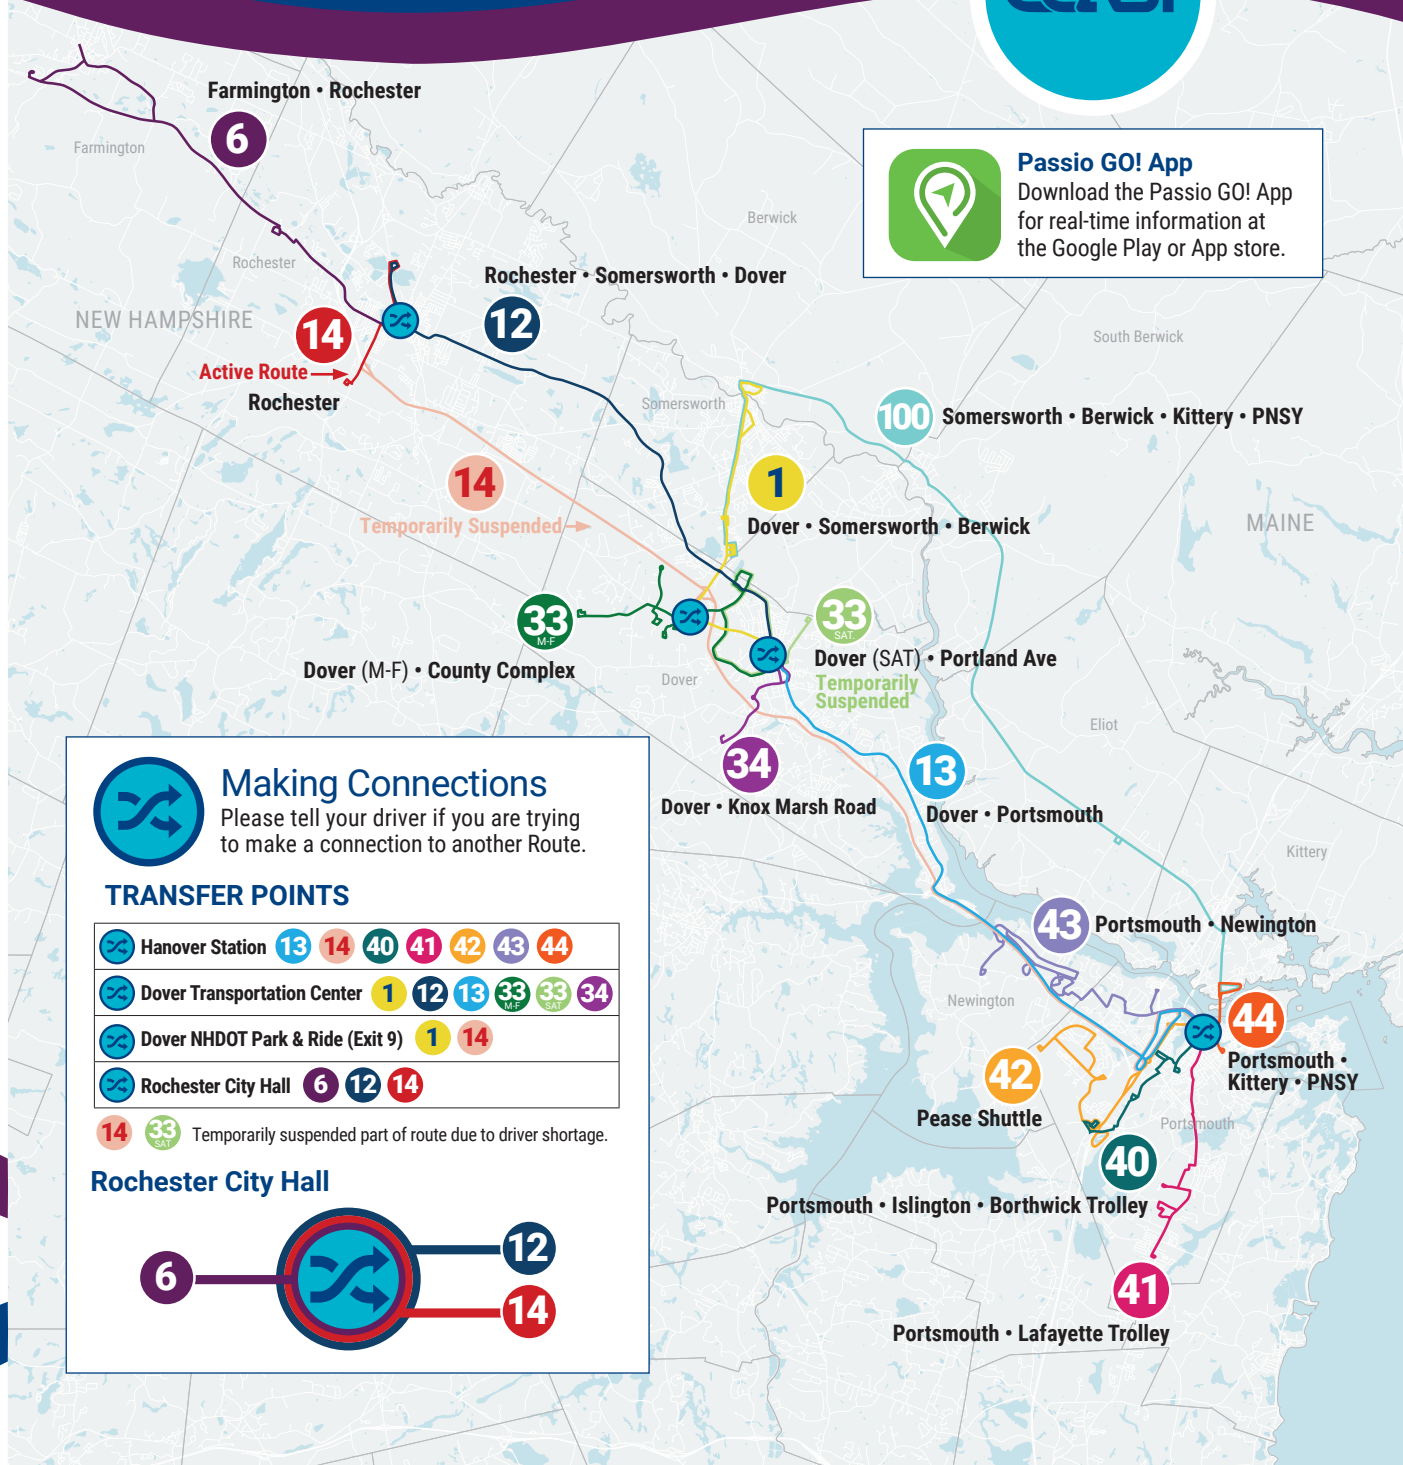 Farmington • Rochester
6
Farmington
Passio GO! App
Download the Passio GO! App
for real-time information at
the Google Play or App store.
Berwick
Rochester
Rochester • Somersworth • Dover
12
NEW HAMPSHIRE
14
Active Route
Rochester
South Berwick
Somersworth
100
Somersworth • Berwick • Kittery • PNSY
14
Temporarily Suspended
1
Dover • Somersworth • Berwick
MAINE
33
M-F
Dover (M-F) • County Complex
33
SAT
Dover (SAT) • Portland Ave
Temporarily
Suspended
Dover
Eliot
34
Dover • Knox Marsh Road
13
Dover • Portsmouth
Kittery
43
Portsmouth • Newington
Newington
44
Portsmouth •
Kittery • PNSY
42
Pease Shuttle
Portsmouth
40
Portsmouth • Islington • Borthwick Trolley
41
Portsmouth • Lafayette Trolley
Making Connections
Please tell your driver if you are trying
to make a connection to another Route.
TRANSFER POINTS
Hanover Station 13 14 40 41 42 43 44
Dover Transportation Center 1 12 13 33 M-F 33 SAT 34
Dover NHDOT Park & Ride (Exit 9) 1 14
Rochester City Hall 6 12 14
14 33 SAT Temporarily suspended part of route due to driver shortage.
Rochester City Hall
12
6
14